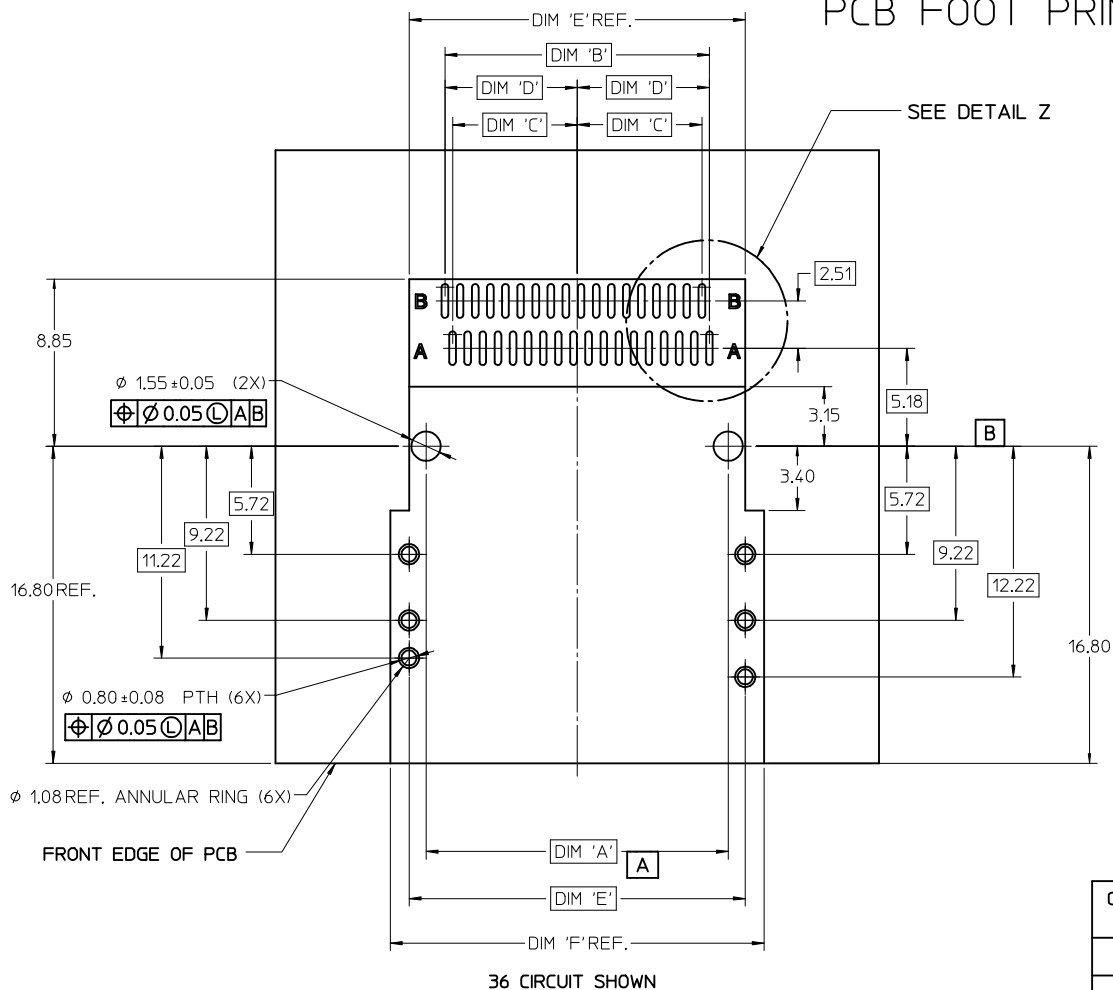 PCB FOOT PRIN
DIM 'E' REF.
DIM 'B'
DIM 'D'
DIM 'D'
DIM 'C'
DIM 'C'
SEE DETAIL Z
2.51
B
B
A
A
8.85
Ø 1.55±0.05 (2X)
⌖ Ø 0.05 Ⓛ A B
3.15
5.18
B
3.40
5.72
5.72
9.22
9.22
11.22
12.22
16.80 REF.
16.80
Ø 0.80±0.08 PTH (6X)
⌖ Ø 0.05 Ⓛ A B
Ø 1.08 REF. ANNULAR RING (6X)
FRONT EDGE OF PCB
DIM 'A'
A
DIM 'E'
DIM 'F' REF.
36 CIRCUIT SHOWN